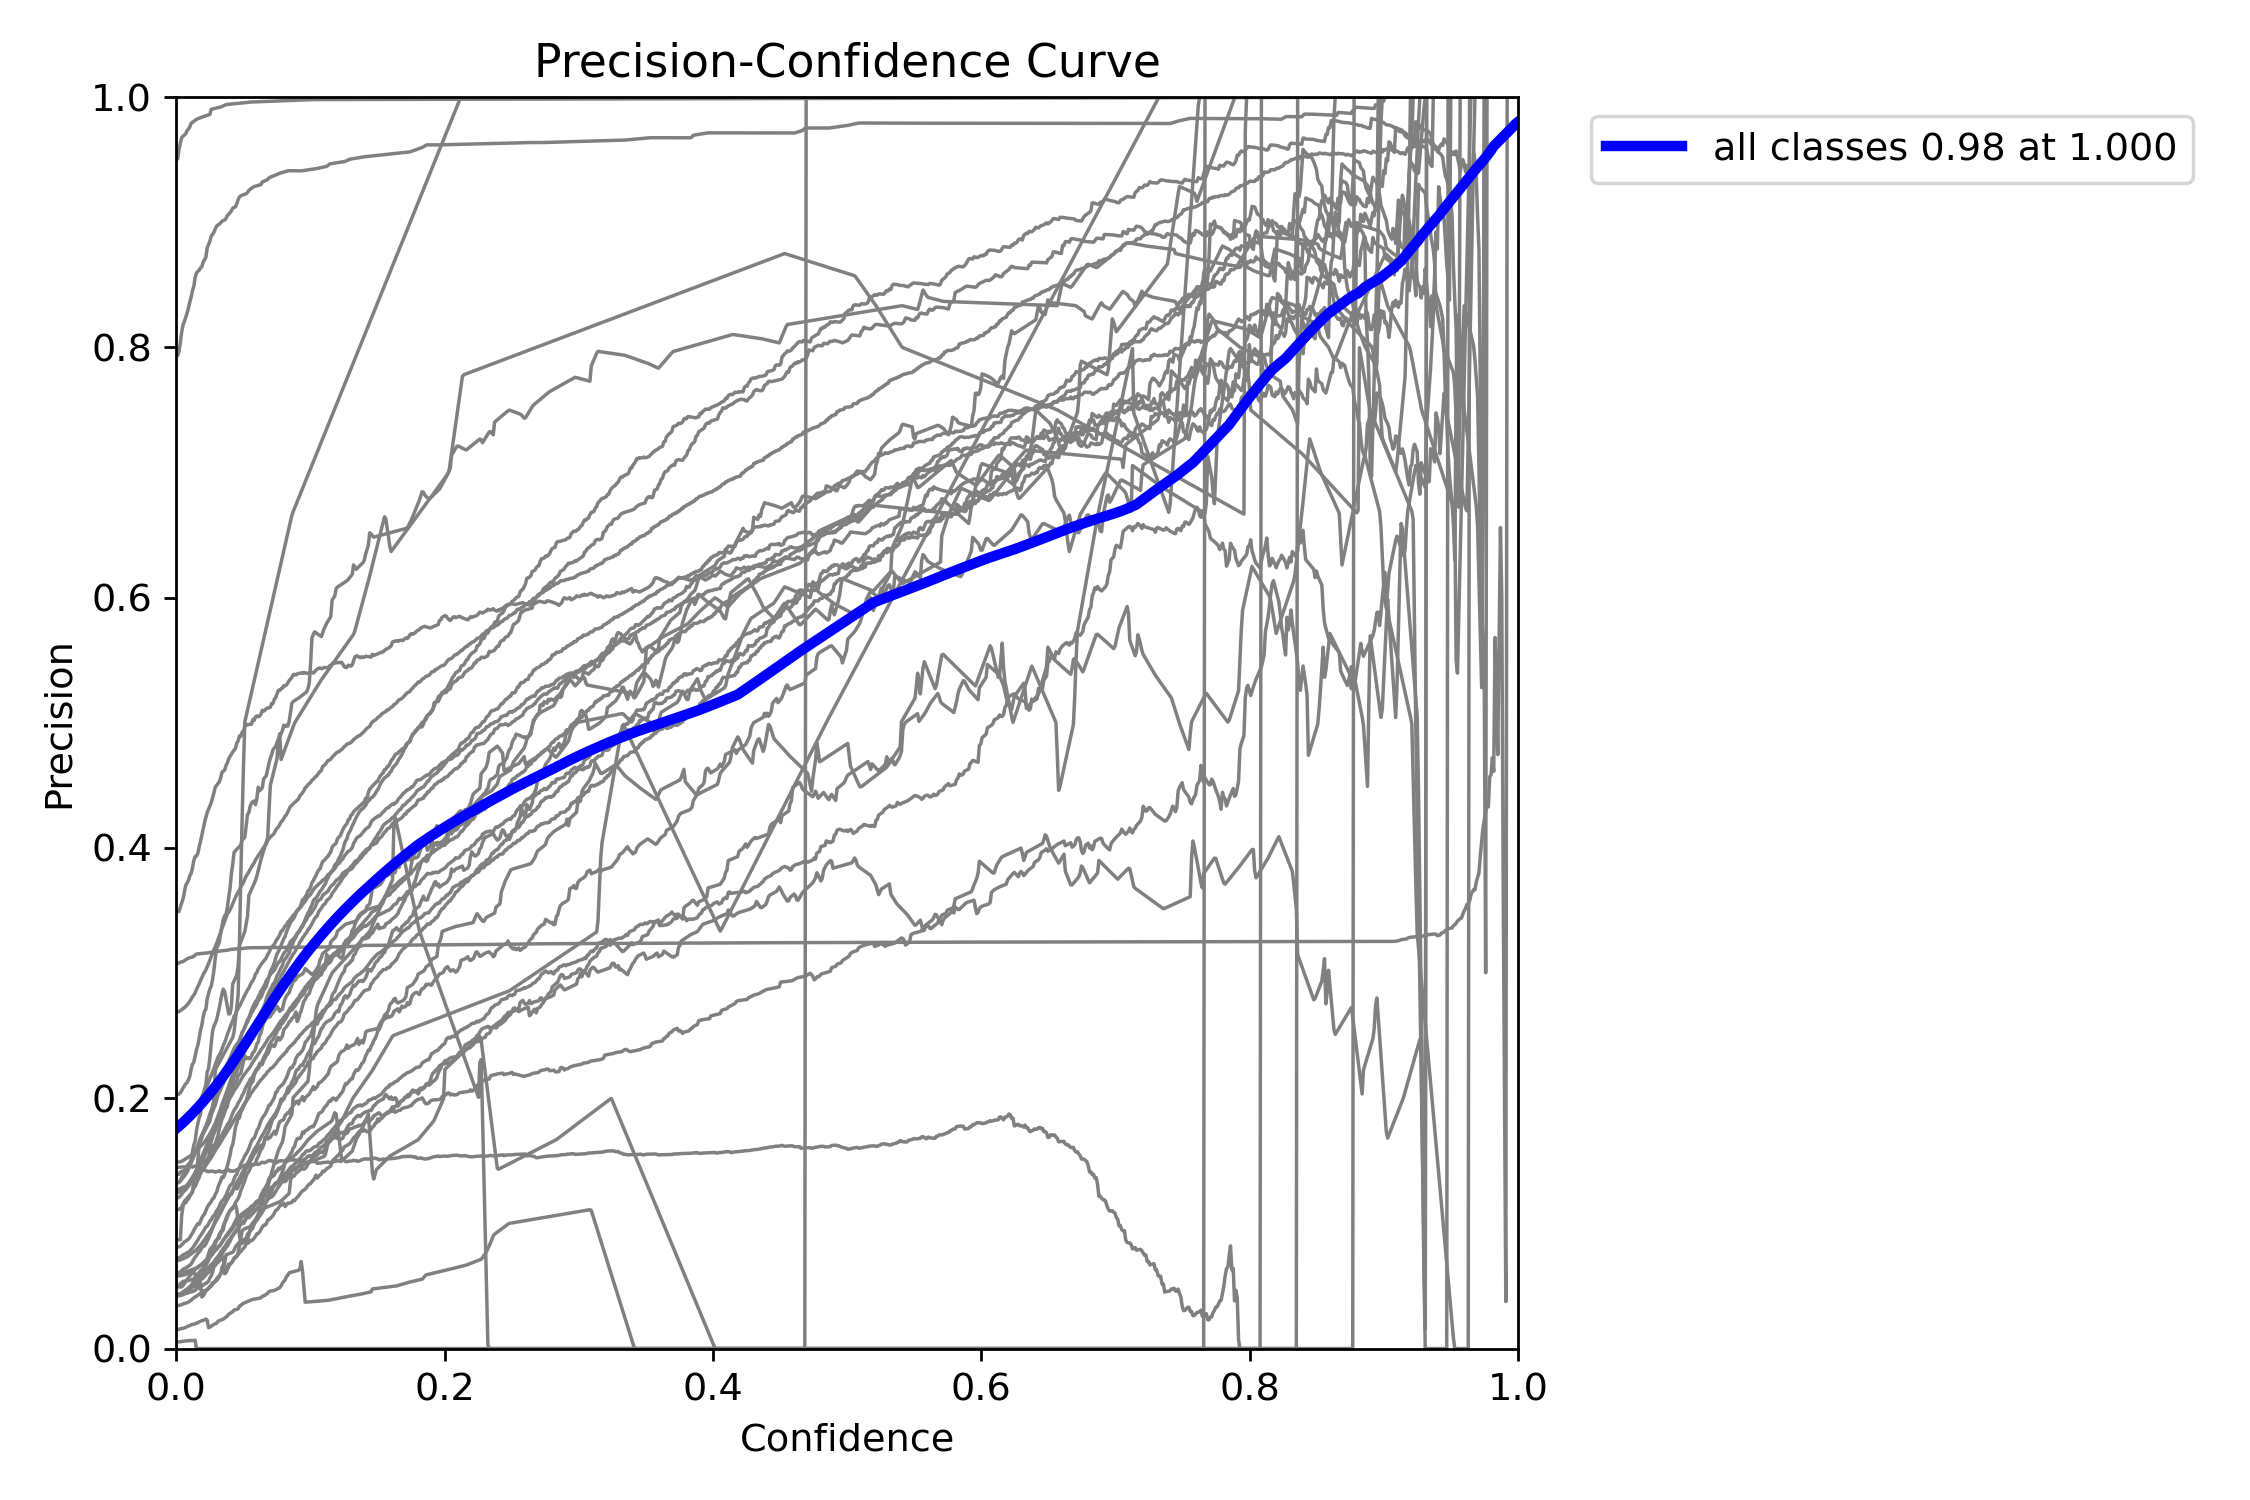 Precision-Confidence Curve
all classes 0.98 at 1.000
Precision
1.0
0.8
0.6
0.4
0.2
0.0
0.0 0.2 0.4 0.6 0.8 1.0
Confidence